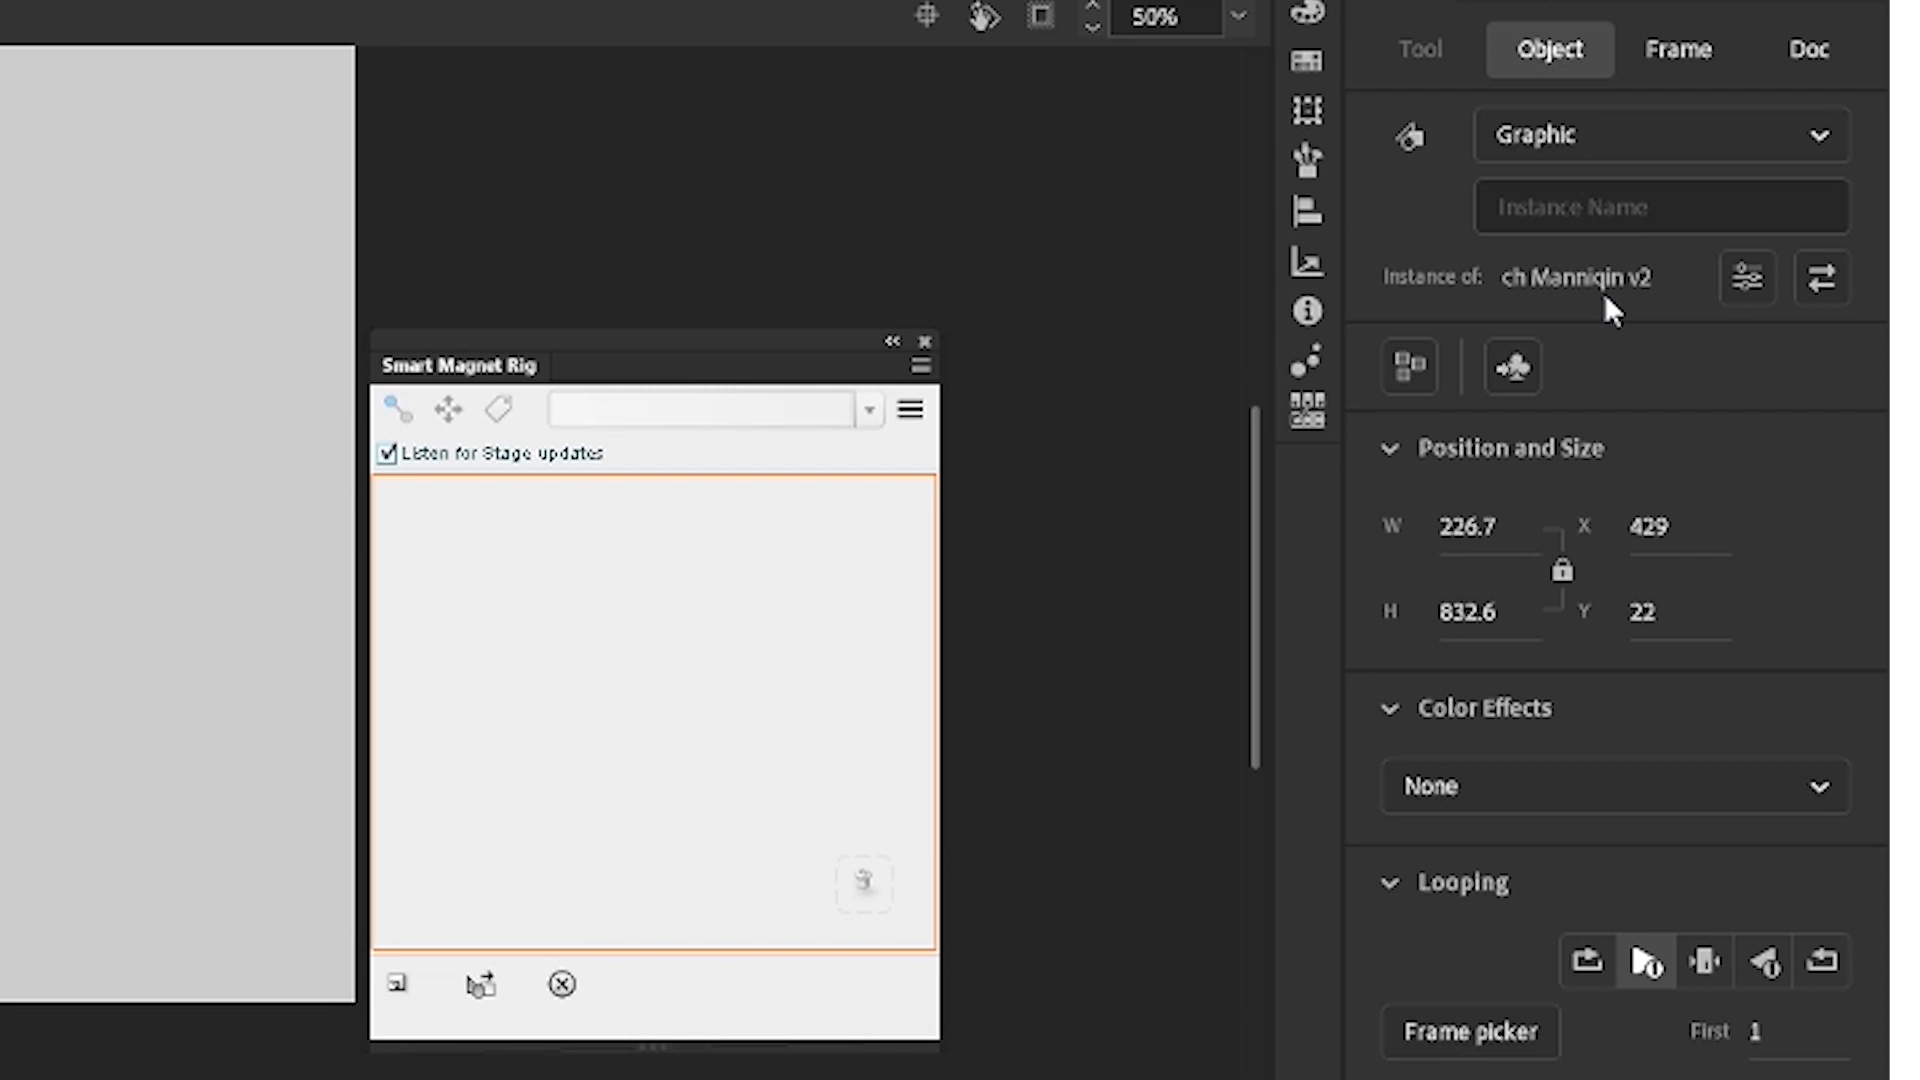 50%
Tool Object Frame Doc
Graphic
Instance Name
Instance of: ch Manniqin v2
Smart Magnet Rig
Listen for Stage updates
Position and Size
W 226.7 X 429
H 832.6 Y 22
Color Effects
None
Looping
Frame picker First 1